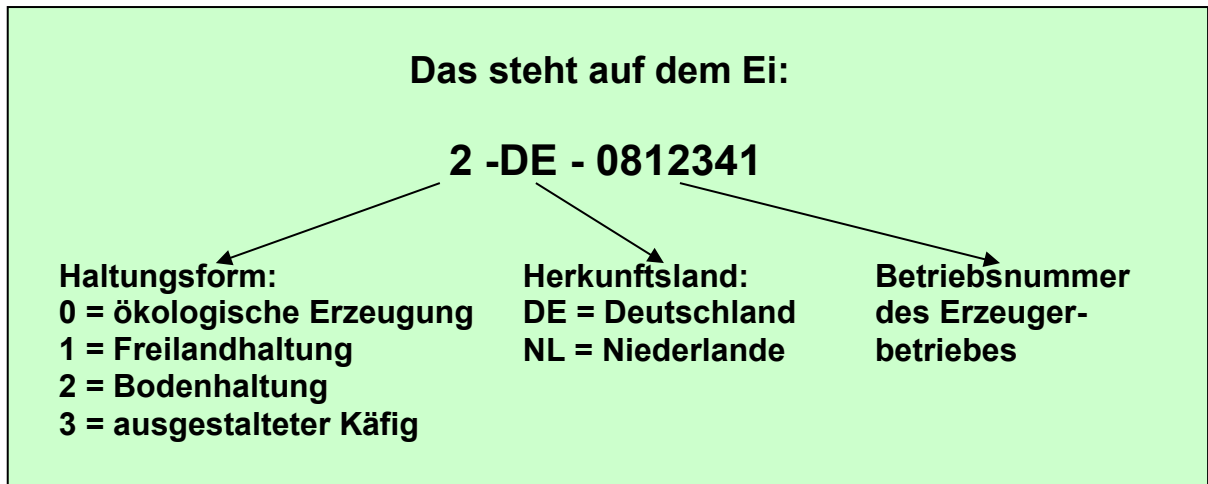 Das steht auf dem Ei:
2 -DE - 0812341
Haltungsform:
0 = ökologische Erzeugung
1 = Freilandhaltung
2 = Bodenhaltung
3 = ausgestalteter Käfig
Herkunftsland:
DE = Deutschland
NL = Niederlande
Betriebsnummer
des Erzeuger-
betriebes